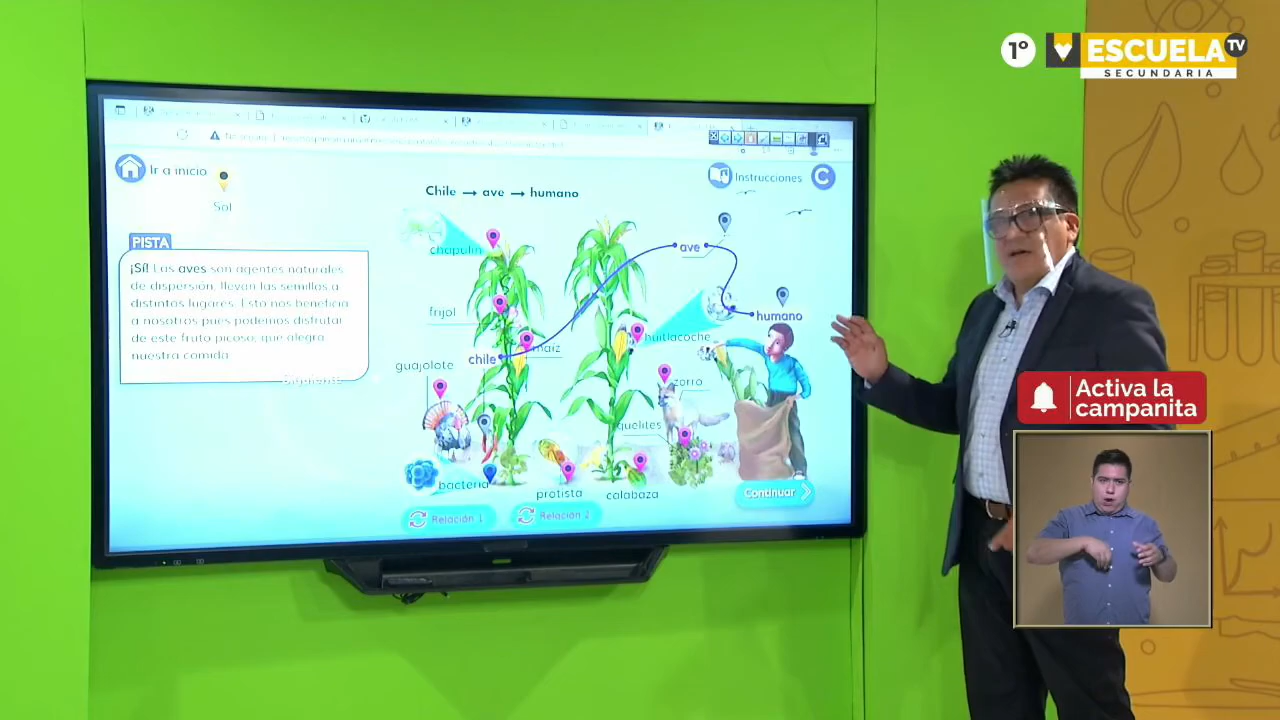 1º
ESCUELA TV
SECUNDARIA
Ir a inicio
Sol
Chile → ave → humano
Instrucciones
PISTA
¡Sí! Las aves son agentes naturales
de dispersión, llevan las semillas a
distintos lugares. Esto nos beneficia
a nosotros pues podemos disfrutar
de este fruto picoso, que alegra
nuestra comida.
Siguiente
chapulín
ave
frijol
humano
huitlacoche
maíz
chile
guajolote
zorro
quelites
bacteria
protista
calabaza
Continuar
Relación 1
Relación 2
Activa la
campanita